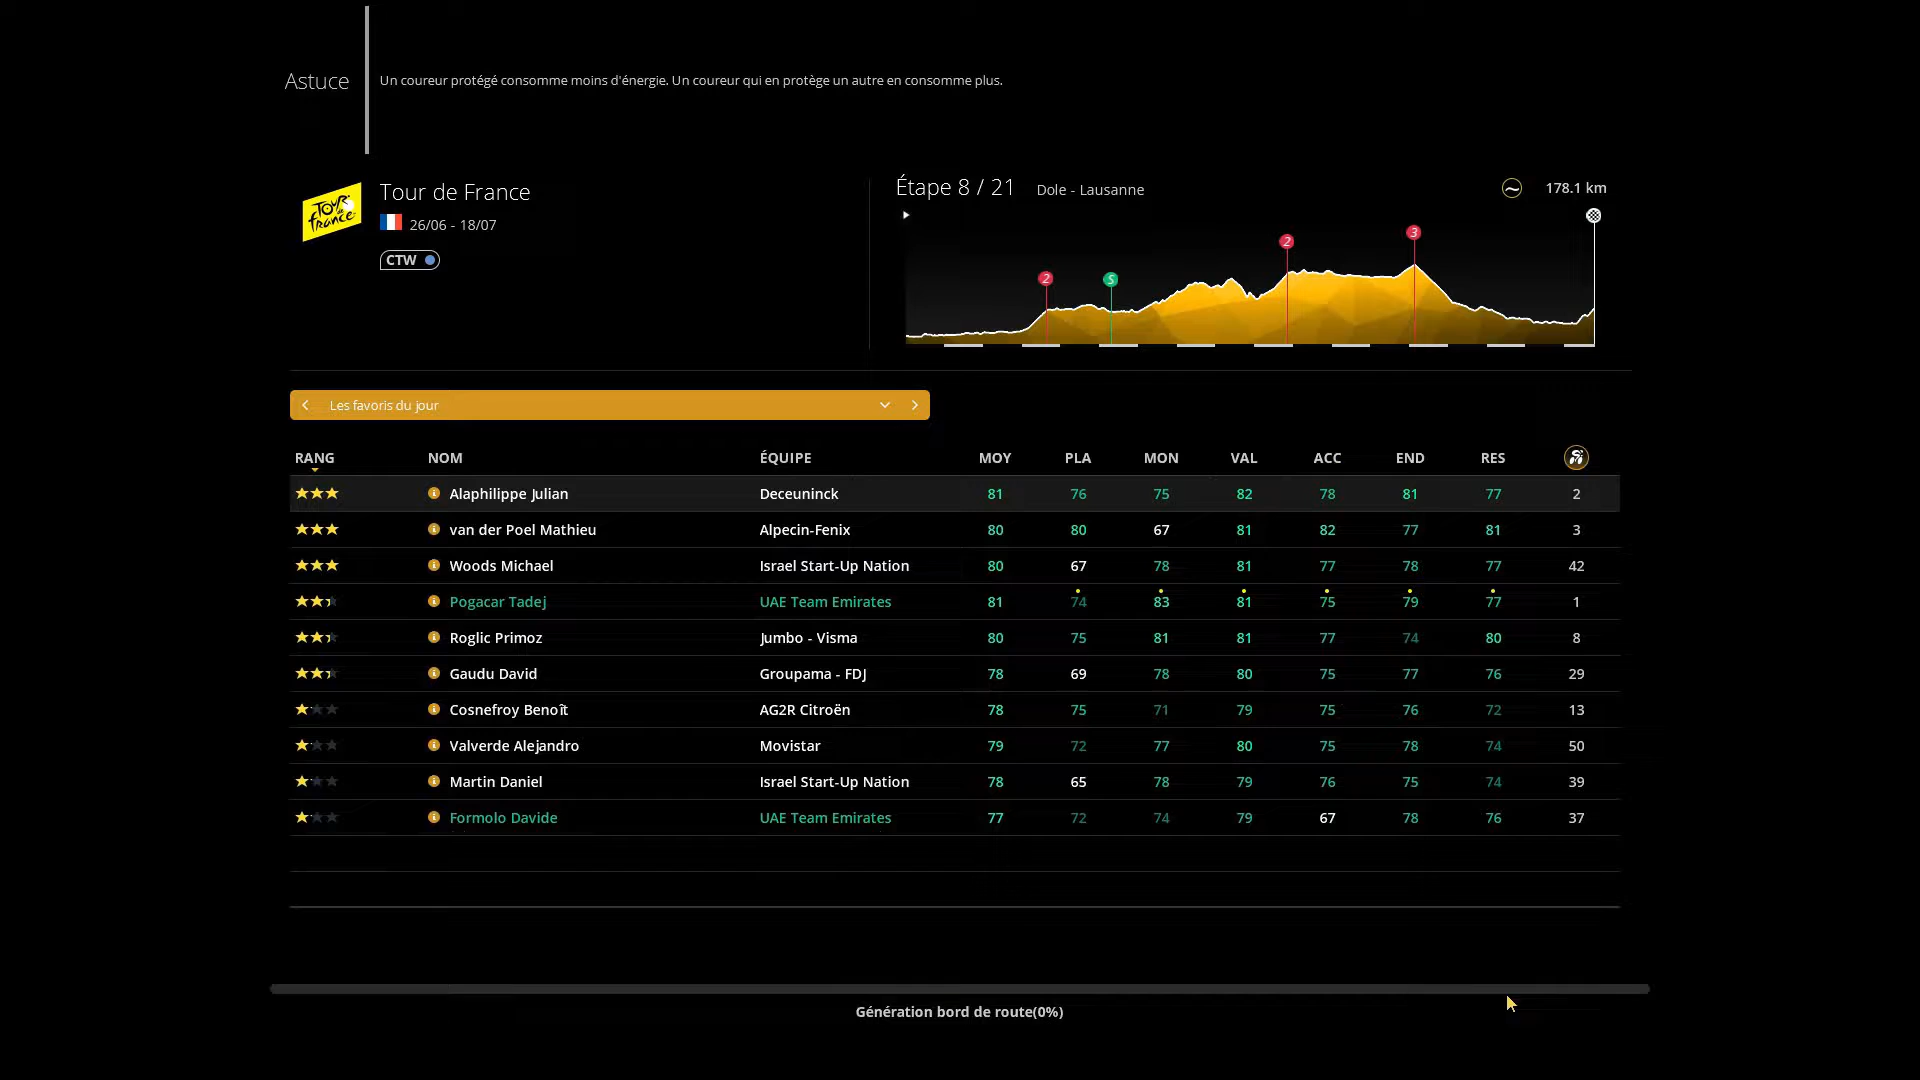 Astuce
Un coureur protégé consomme moins d'énergie. Un coureur qui en protège un autre en consomme plus.
TOUR de france
Tour de France
26/06 - 18/07
CTW
Étape 8 / 21 Dole - Lausanne 178.1 km
2 S 2 3
Les favoris du jour
RANG NOM ÉQUIPE MOY PLA MON VAL ACC END RES
Alaphilippe Julian Deceuninck 81 76 75 82 78 81 77 2
van der Poel Mathieu Alpecin-Fenix 80 80 67 81 82 77 81 3
Woods Michael Israel Start-Up Nation 80 67 78 81 77 78 77 42
Pogacar Tadej UAE Team Emirates 81 74 83 81 75 79 77 1
Roglic Primoz Jumbo - Visma 80 75 81 81 77 74 80 8
Gaudu David Groupama - FDJ 78 69 78 80 75 77 76 29
Cosnefroy Benoît AG2R Citroën 78 75 71 79 75 76 72 13
Valverde Alejandro Movistar 79 72 77 80 75 78 74 50
Martin Daniel Israel Start-Up Nation 78 65 78 79 76 75 74 39
Formolo Davide UAE Team Emirates 77 72 74 79 67 78 76 37
Génération bord de route(0%)